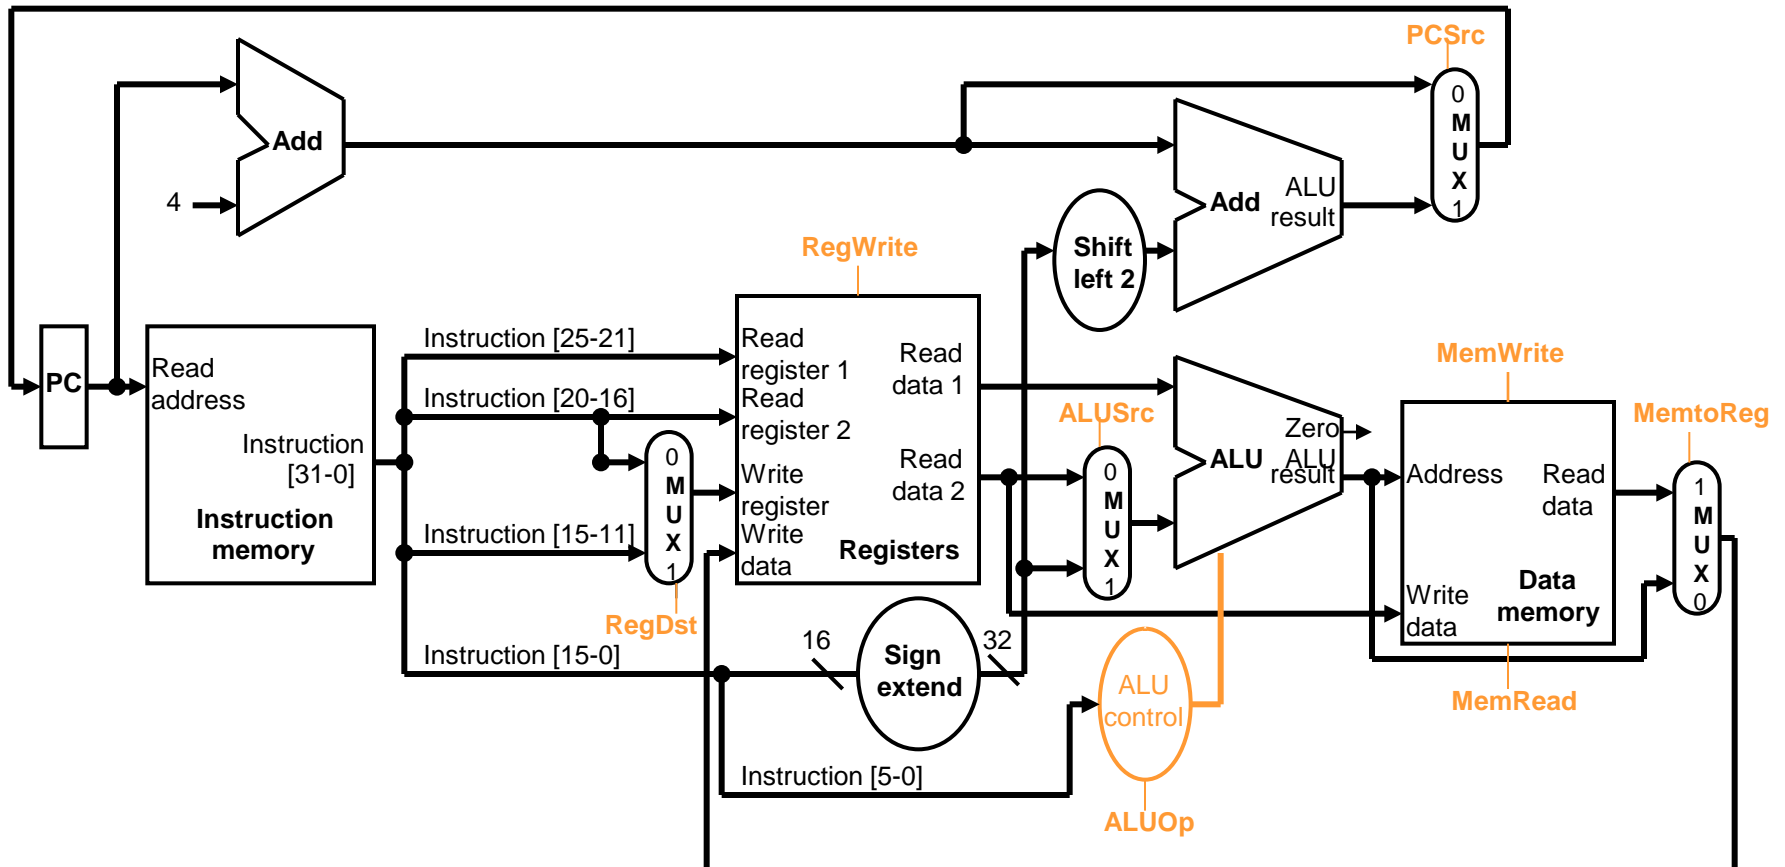 PCSrc
0
M
U
X
1
Add
4
Add
ALU
result
Shift
left 2
RegWrite
PC
Read
address
Instruction
[31-0]
Instruction
memory
Instruction [25-21]
Instruction [20-16]
Instruction [15-11]
Instruction [15-0]
Instruction [5-0]
0
M
U
X
1
RegDst
Read
register 1
Read
register 2
Write
register
Write
data
Read
data 1
Read
data 2
Registers
16
Sign
extend
32
ALUSrc
0
M
U
X
1
ALU
Zero
ALU
result
ALU
control
ALUOp
MemWrite
Address
Read
data
Write
data
Data
memory
MemRead
MemtoReg
1
M
U
X
0